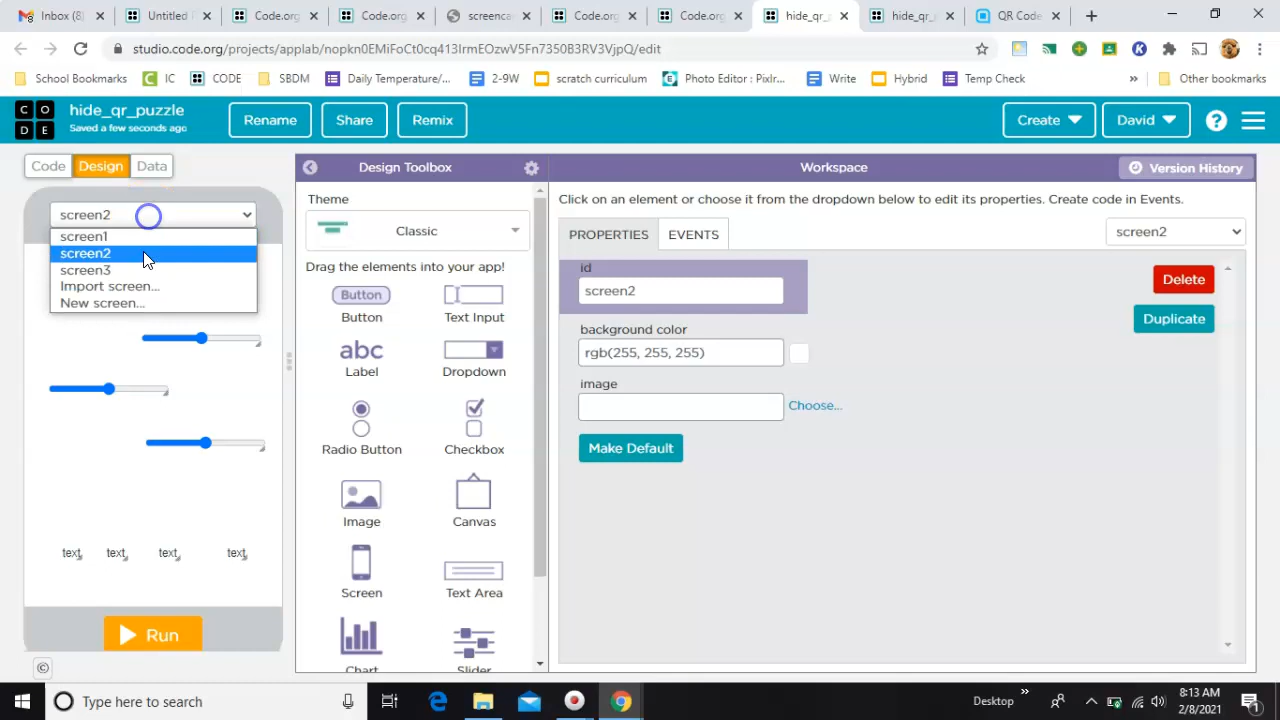 Inbox (8)
Untitled
Code.org
Code.org
screencap
Code.org
Code.org
hide_qr_puzzle
hide_qr_pu
QR Code
studio.code.org/projects/applab/nopkn0EMiFoCt0cq413IrmEOzwV5Fn7350B3RV3VjpQ/edit
School Bookmarks
IC
CODE
SBDM
Daily Temperature/...
2-9W
scratch curriculum
Photo Editor : Pixlr...
Write
Hybrid
Temp Check
»
Other bookmarks
C O
D E
hide_qr_puzzle
Saved a few seconds ago
Rename
Share
Remix
Create
David
?
Code
Design
Data
Design Toolbox
Workspace
Version History
screen2
screen1
screen2
screen3
Import screen...
New screen...
text
text
text
text
Run
©
Theme
Classic
Drag the elements into your app!
Button
Button
Text Input
abc
Label
Dropdown
Radio Button
Checkbox
Image
Canvas
Screen
Text Area
Chart
Slider
Click on an element or choose it from the dropdown below to edit its properties. Create code in Events.
PROPERTIES
EVENTS
screen2
id
screen2
Delete
Duplicate
background color
rgb(255, 255, 255)
image
Choose...
Make Default
Type here to search
Desktop
»
8:13 AM
2/8/2021
1